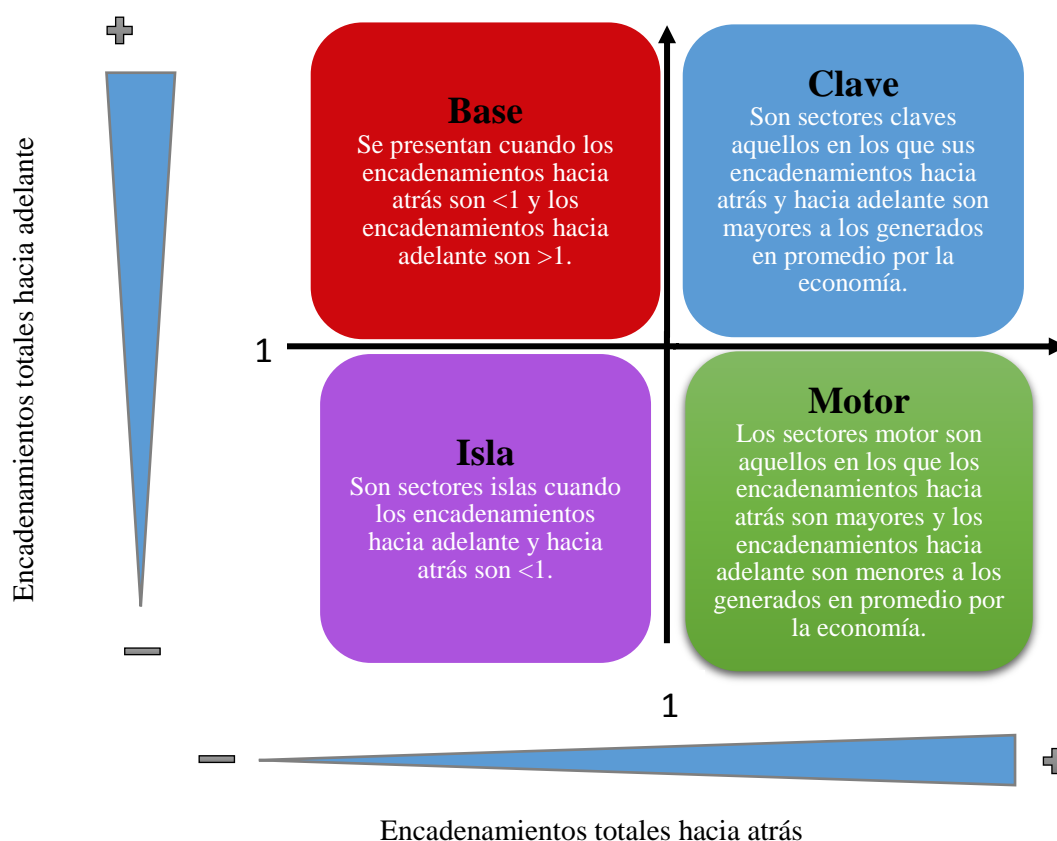 Encadenamientos totales hacia adelante
Base
Se presentan cuando los
encadenamientos hacia
atrás son <1 y los
encadenamientos hacia
adelante son >1.
Clave
Son sectores claves
aquellos en los que sus
encadenamientos hacia
atrás y hacia adelante son
mayores a los generados
en promedio por la
economía.
1
Isla
Son sectores islas cuando
los encadenamientos
hacia adelante y hacia
atrás son <1.
Motor
Los sectores motor son
aquellos en los que los
encadenamientos hacia
atrás son mayores y los
encadenamientos hacia
adelante son menores a los
generados en promedio por
la economía.
1
Encadenamientos totales hacia atrás